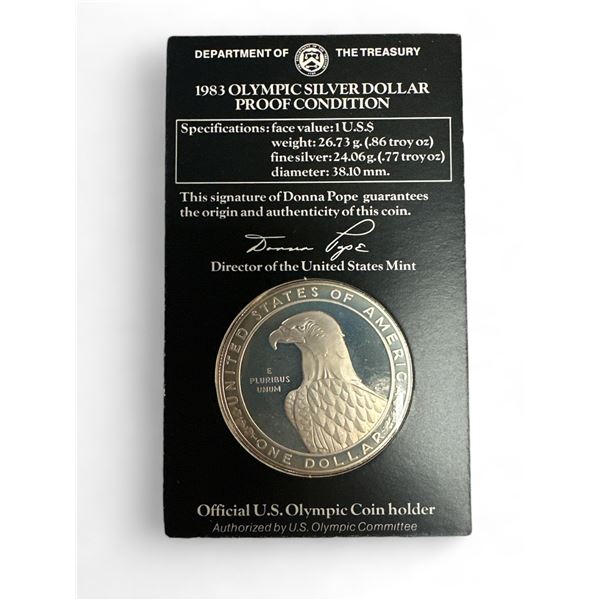 DEPARTMENT OF THE TREASURY
1983 OLYMPIC SILVER DOLLAR
PROOF CONDITION
Specifications: face value: 1 U.S.$
weight: 26.73 g. (.86 troy oz)
fine silver: 24.06 g. (.77 troy oz)
diameter: 38.10 mm.
This signature of Donna Pope guarantees
the origin and authenticity of this coin.
Donna Pope
Director of the United States Mint
UNITED STATES OF AMERICA
E
PLURIBUS
UNUM
ONE DOLLAR
Official U.S. Olympic Coin holder
Authorized by U.S. Olympic Committee